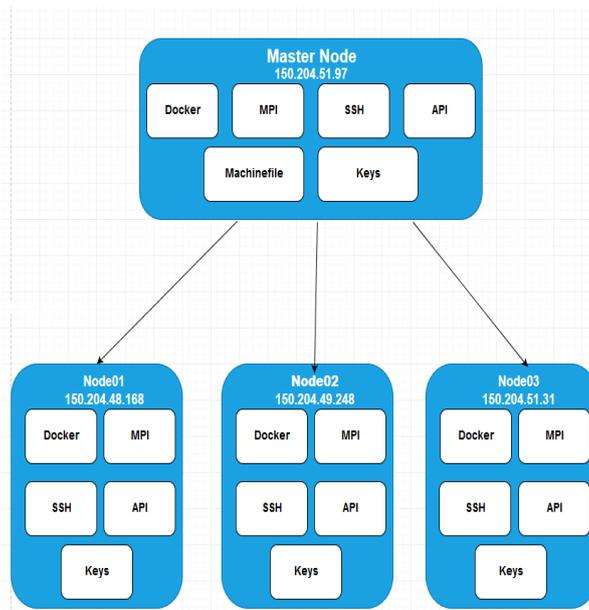 Master Node
150.204.51.97
Docker MPI SSH API
Machinefile Keys
Node01
150.204.48.168
Docker MPI
SSH API
Keys
Node02
150.204.49.248
Docker MPI
SSH API
Keys
Node03
150.204.51.31
Docker MPI
SSH API
Keys